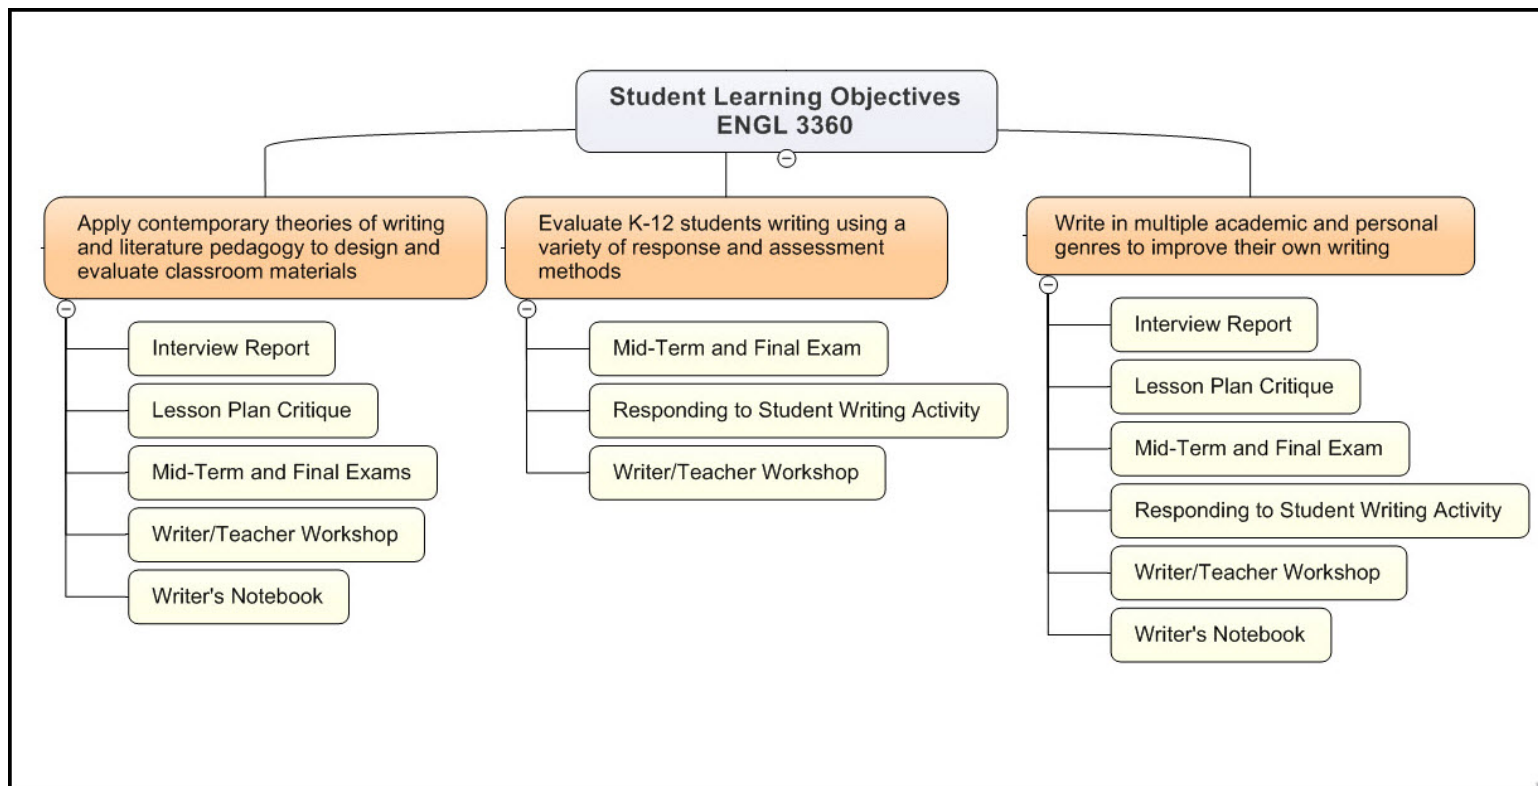 Student Learning Objectives
ENGL 3360
Apply contemporary theories of writing
and literature pedagogy to design and
evaluate classroom materials
Interview Report
Lesson Plan Critique
Mid-Term and Final Exams
Writer/Teacher Workshop
Writer's Notebook
Evaluate K-12 students writing using a
variety of response and assessment
methods
Mid-Term and Final Exam
Responding to Student Writing Activity
Writer/Teacher Workshop
Write in multiple academic and personal
genres to improve their own writing
Interview Report
Lesson Plan Critique
Mid-Term and Final Exam
Responding to Student Writing Activity
Writer/Teacher Workshop
Writer's Notebook